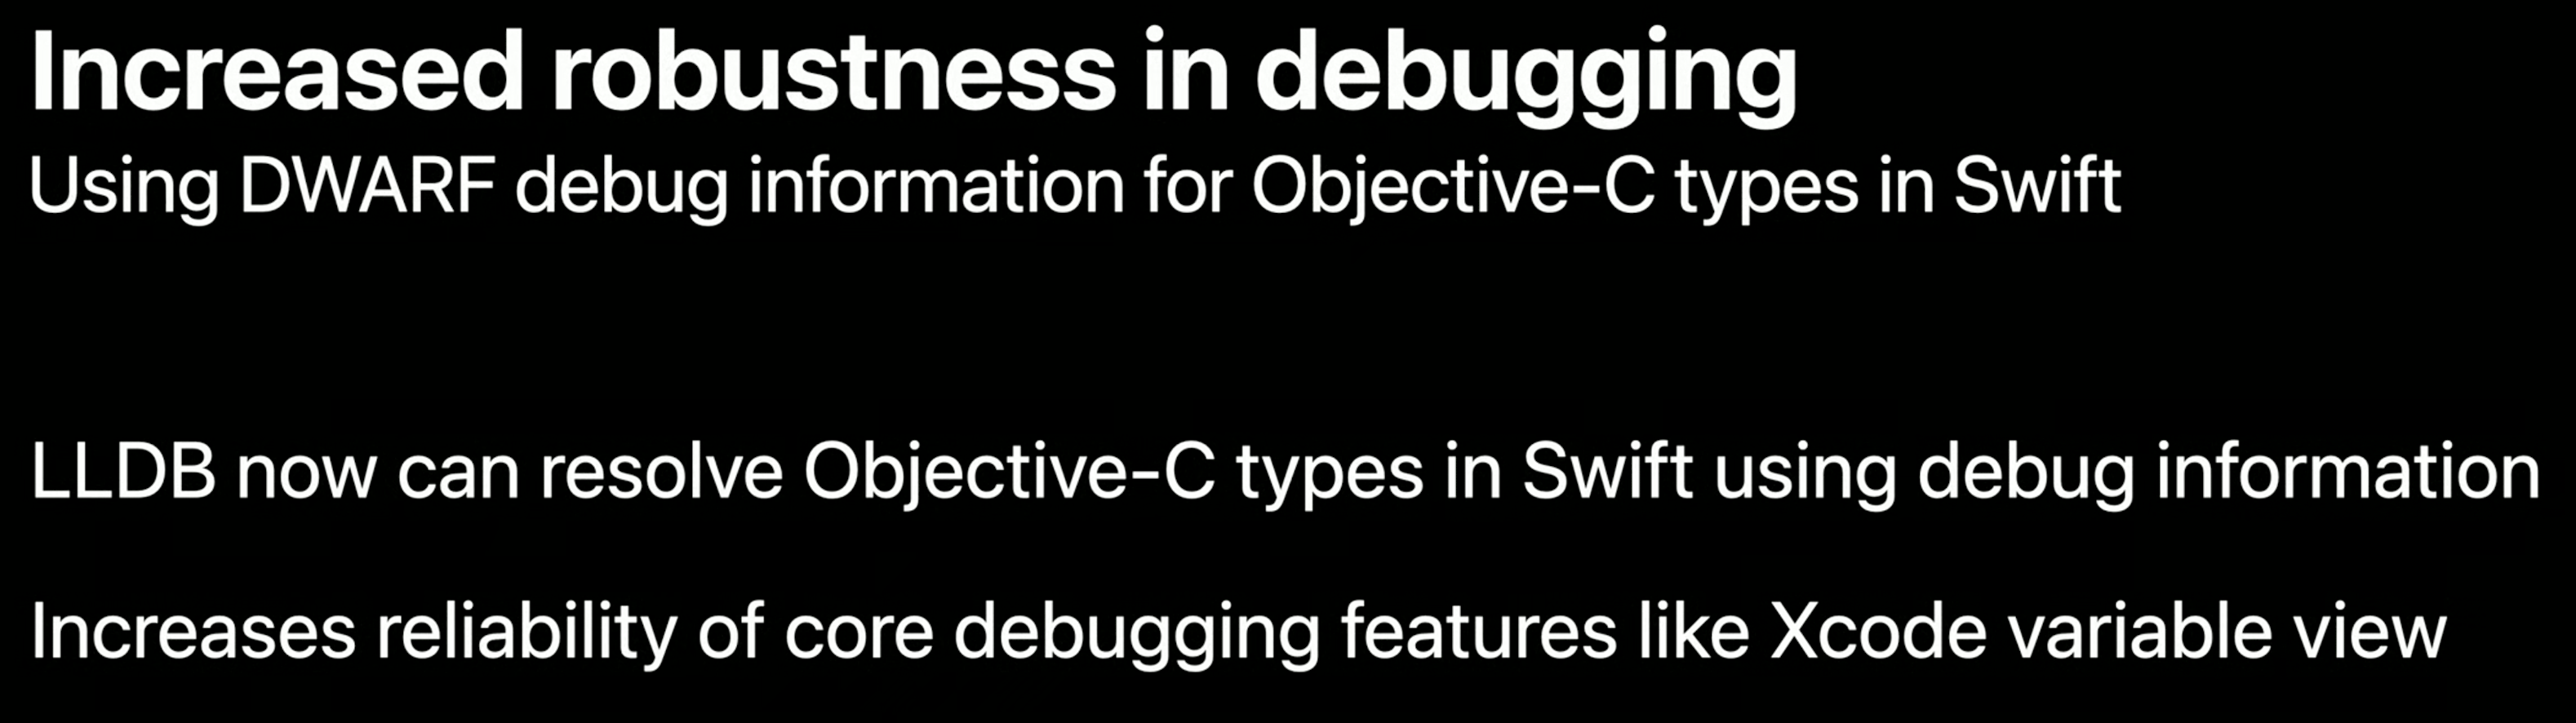 Increased robustness in debugging
Using DWARF debug information for Objective-C types in Swift
LLDB now can resolve Objective-C types in Swift using debug information
Increases reliability of core debugging features like Xcode variable view